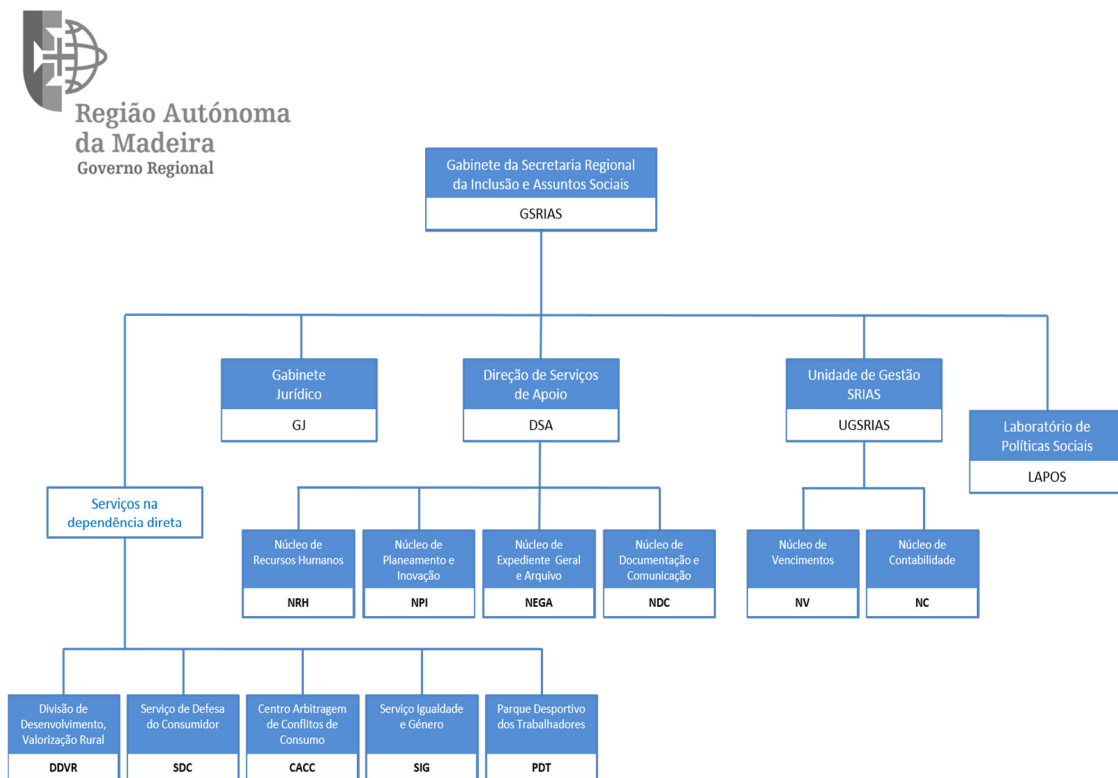 Região Autónoma
da Madeira
Governo Regional
Gabinete da Secretaria Regional
da Inclusão e Assuntos Sociais
GSRIAS
Gabinete
Jurídico
GJ
Direção de Serviços
de Apoio
DSA
Unidade de Gestão
SRIAS
UGSRIAS
Laboratório de
Políticas Sociais
LAPOS
Serviços na
dependência direta
Núcleo de
Recursos Humanos
NRH
Núcleo de
Planeamento e
Inovação
NPI
Núcleo de
Expediente Geral
e Arquivo
NEGA
Núcleo de
Documentação e
Comunicação
NDC
Núcleo de
Vencimentos
NV
Núcleo de
Contabilidade
NC
Divisão de
Desenvolvimento,
Valorização Rural
DDVR
Serviço de Defesa
do Consumidor
SDC
Centro Arbitragem
de Conflitos de
Consumo
CACC
Serviço Igualdade
e Género
SIG
Parque Desportivo
dos Trabalhadores
PDT